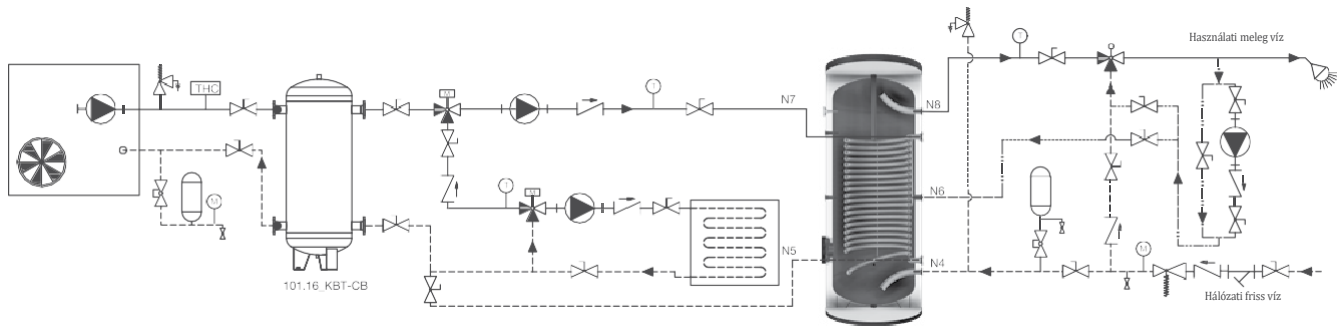 Használati meleg víz
T
N8
THC
M
T
N7
N6
M
T
M
N5
N4
M
101.16_KBT-CB
Hálózati friss víz